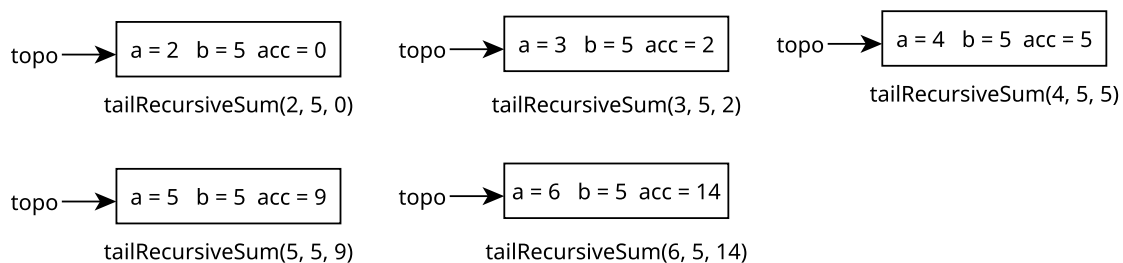 topo a = 2 b = 5 acc = 0
tailRecursiveSum(2, 5, 0)
topo a = 3 b = 5 acc = 2
tailRecursiveSum(3, 5, 2)
topo a = 4 b = 5 acc = 5
tailRecursiveSum(4, 5, 5)
topo a = 5 b = 5 acc = 9
tailRecursiveSum(5, 5, 9)
topo a = 6 b = 5 acc = 14
tailRecursiveSum(6, 5, 14)